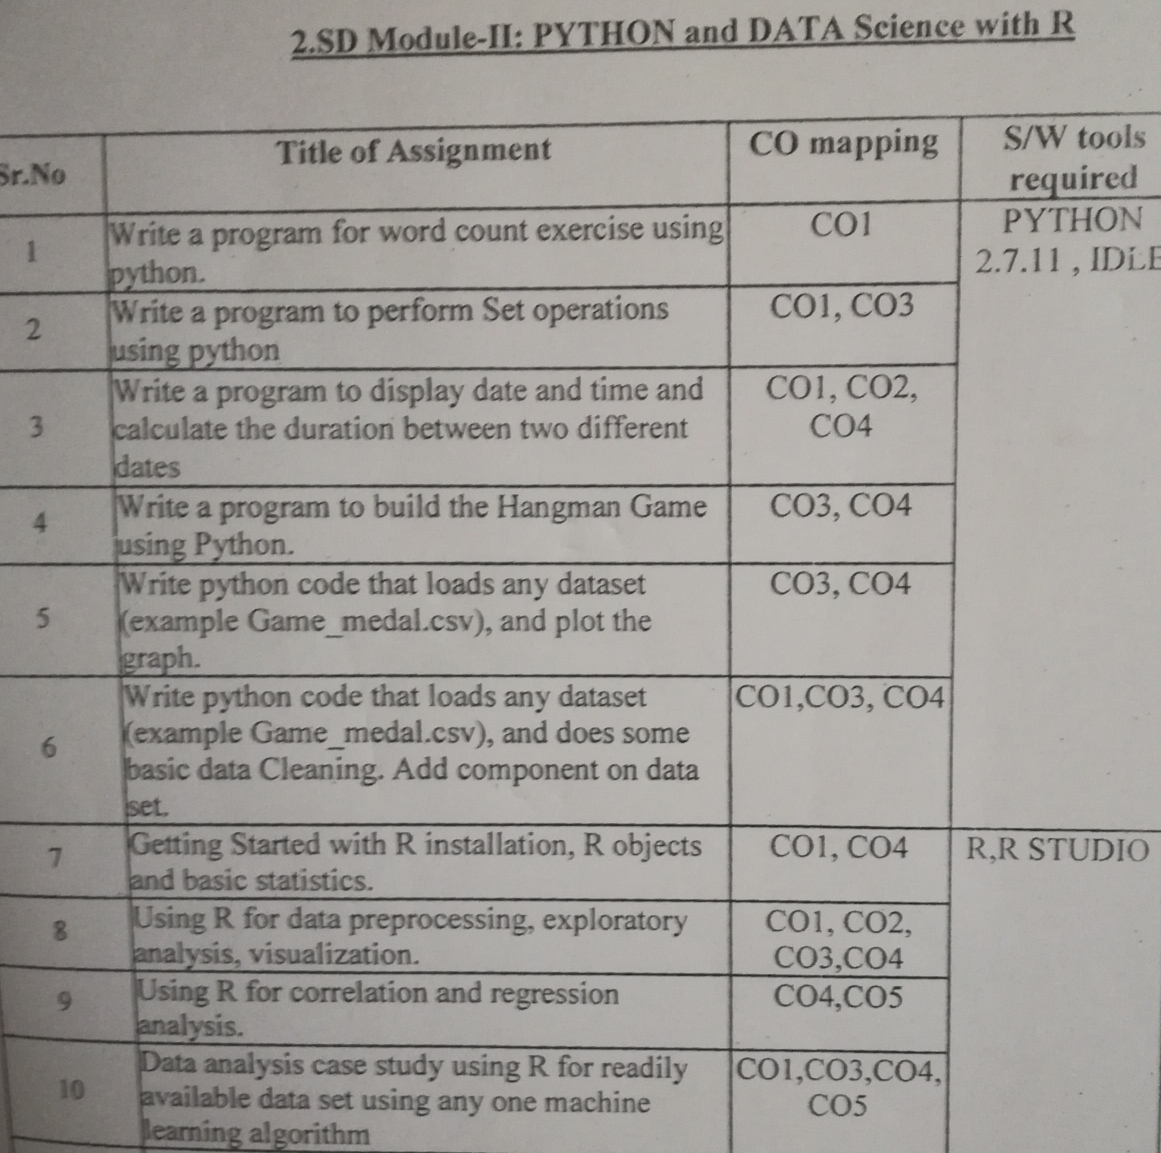 2.SD Module-II: PYTHON and DATA Science with R
Sr.No
Title of Assignment
CO mapping
S/W tools
required
1
Write a program for word count exercise using
python.
CO1
PYTHON
2.7.11 , IDLE
2
Write a program to perform Set operations
using python
CO1, CO3
3
Write a program to display date and time and
calculate the duration between two different
dates
CO1, CO2,
CO4
4
Write a program to build the Hangman Game
using Python.
CO3, CO4
5
Write python code that loads any dataset
(example Game_medal.csv), and plot the
graph.
CO3, CO4
6
Write python code that loads any dataset
(example Game_medal.csv), and does some
basic data Cleaning. Add component on data
set.
CO1,CO3, CO4
7
Getting Started with R installation, R objects
and basic statistics.
CO1, CO4
R,R STUDIO
8
Using R for data preprocessing, exploratory
analysis, visualization.
CO1, CO2,
CO3,CO4
9
Using R for correlation and regression
analysis.
CO4,CO5
10
Data analysis case study using R for readily
available data set using any one machine
learning algorithm
CO1,CO3,CO4,
CO5